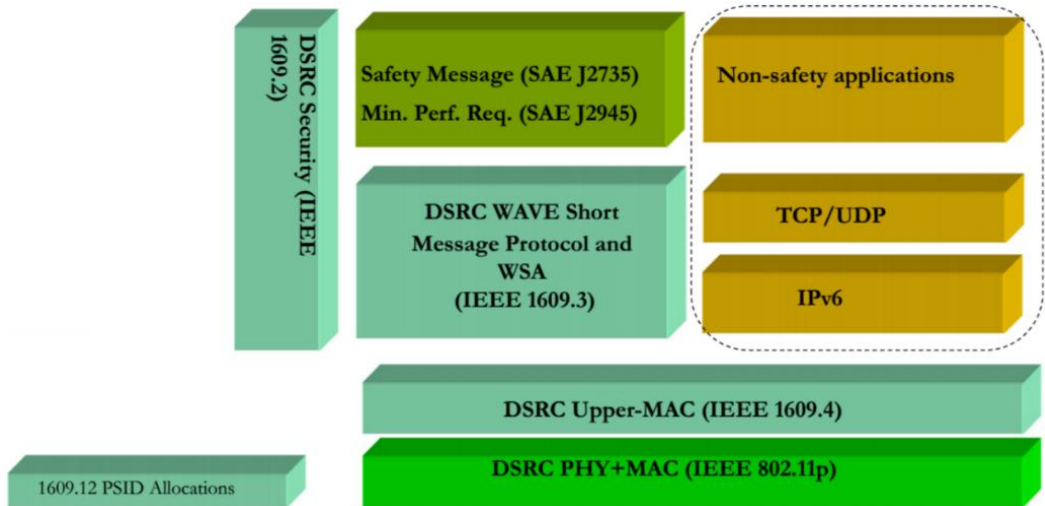 DSRC Security (IEEE
1609.2)
Safety Message (SAE J2735)
Min. Perf. Req. (SAE J2945)
Non-safety applications
DSRC WAVE Short
Message Protocol and
WSA
(IEEE 1609.3)
TCP/UDP
IPv6
DSRC Upper-MAC (IEEE 1609.4)
DSRC PHY+MAC (IEEE 802.11p)
1609.12 PSID Allocations